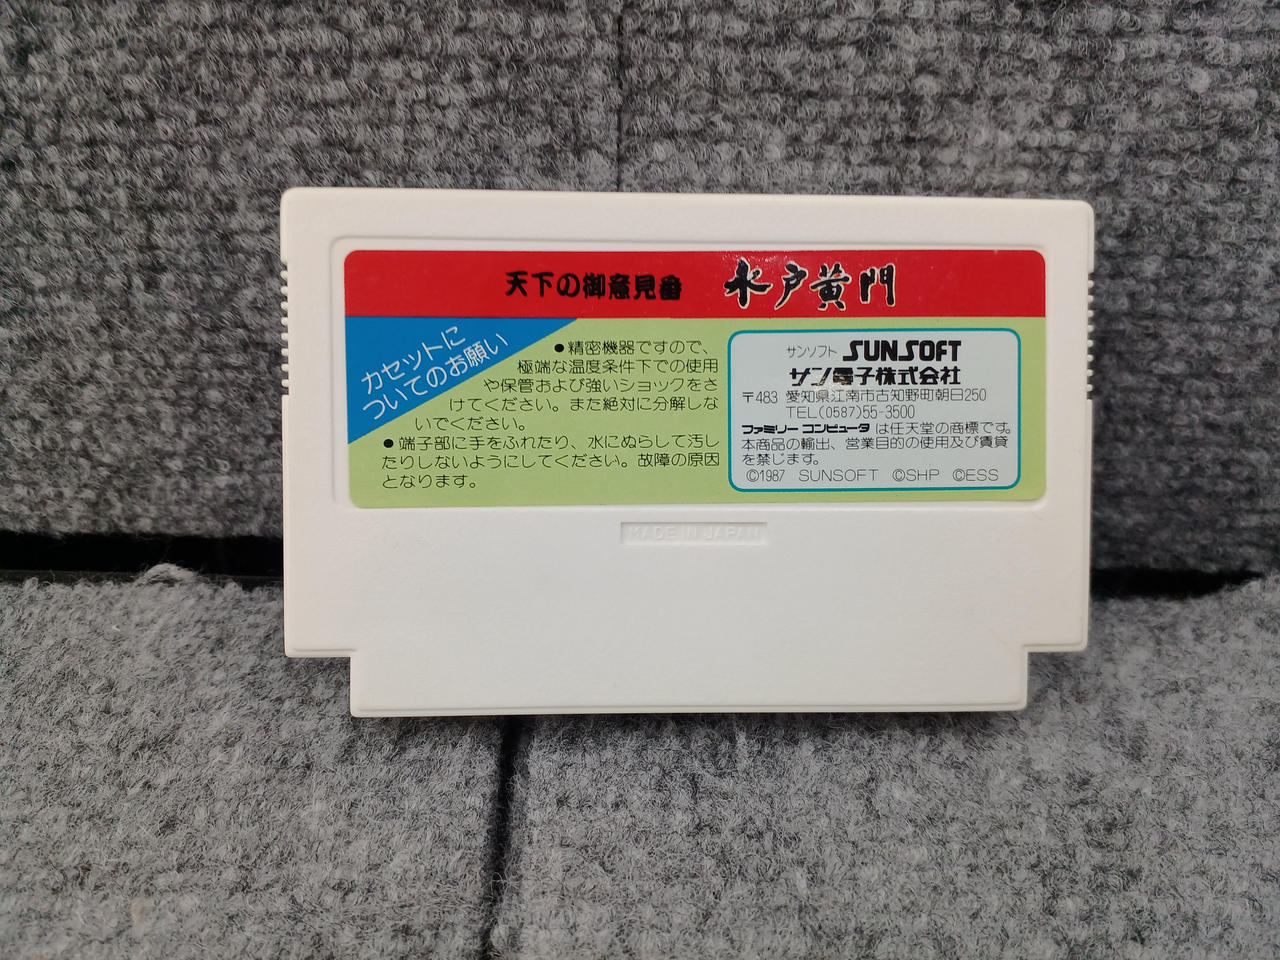 天下の御意見番 水戸黄門
カセットに
ついてのお願い
●精密機器ですので、
極端な温度条件下での使用
や保管および強いショックをさ
けてください。また絶対に分解しな
いでください。
●端子部に手をふれたり、水にぬらして汚し
たりしないようにしてください。故障の原因
となります。
サンソフト SUNSOFT
サン電子株式会社
〒483 愛知県江南市古知野町朝日250
TEL(0587)55-3500
ファミリーコンピュータ は任天堂の商標です。
本商品の輸出、営業目的の使用及び賃貸
を禁じます。
©1987 SUNSOFT ©SHP ©ESS
MADE IN JAPAN